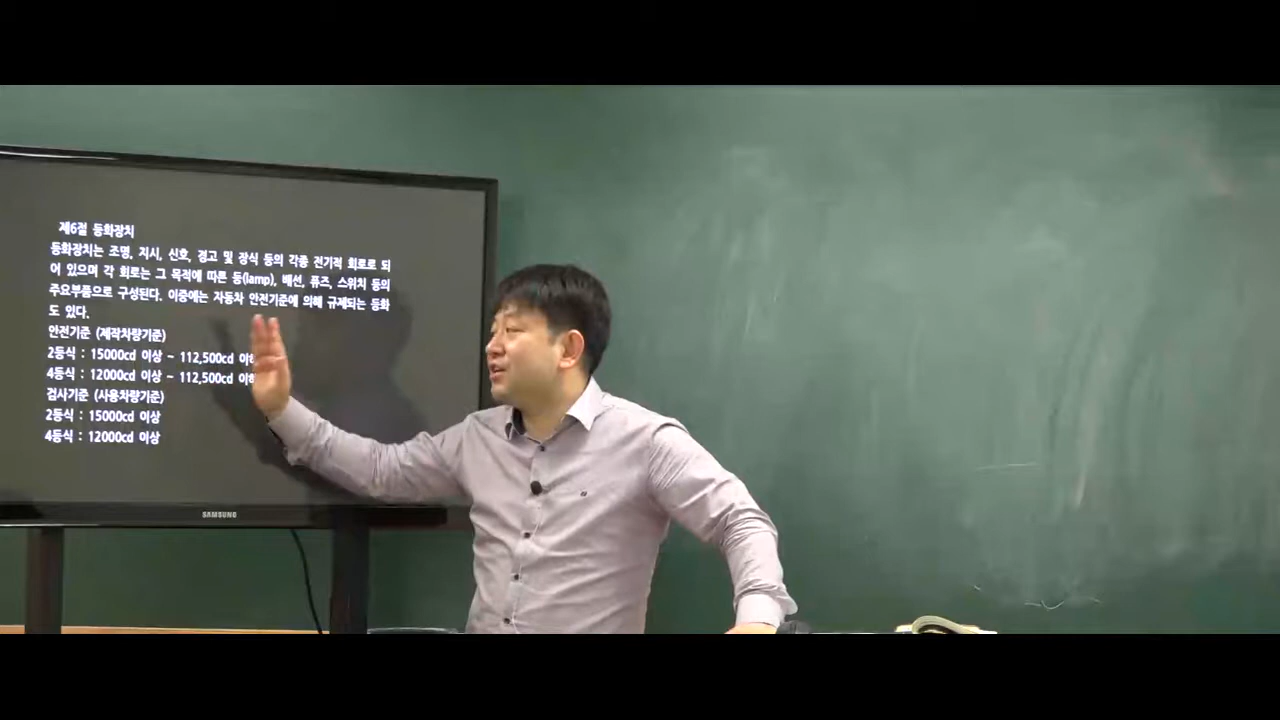 제6절 등화장치
등화장치는 조명, 지시, 신호, 경고 및 장식 등의 각종 전기적 회로로 되
어 있으며 각 회로는 그 목적에 따른 등(lamp), 배선, 퓨즈, 스위치 등의
주요부품으로 구성된다. 이중에는 자동차 안전기준에 의해 규제되는 등화
도 있다.
안전기준 (제작차량기준)
2등식 : 15000cd 이상 ~ 112,500cd 이하
4등식 : 12000cd 이상 ~ 112,500cd 이하
검사기준 (사용차량기준)
2등식 : 15000cd 이상
4등식 : 12000cd 이상
SAMSUNG